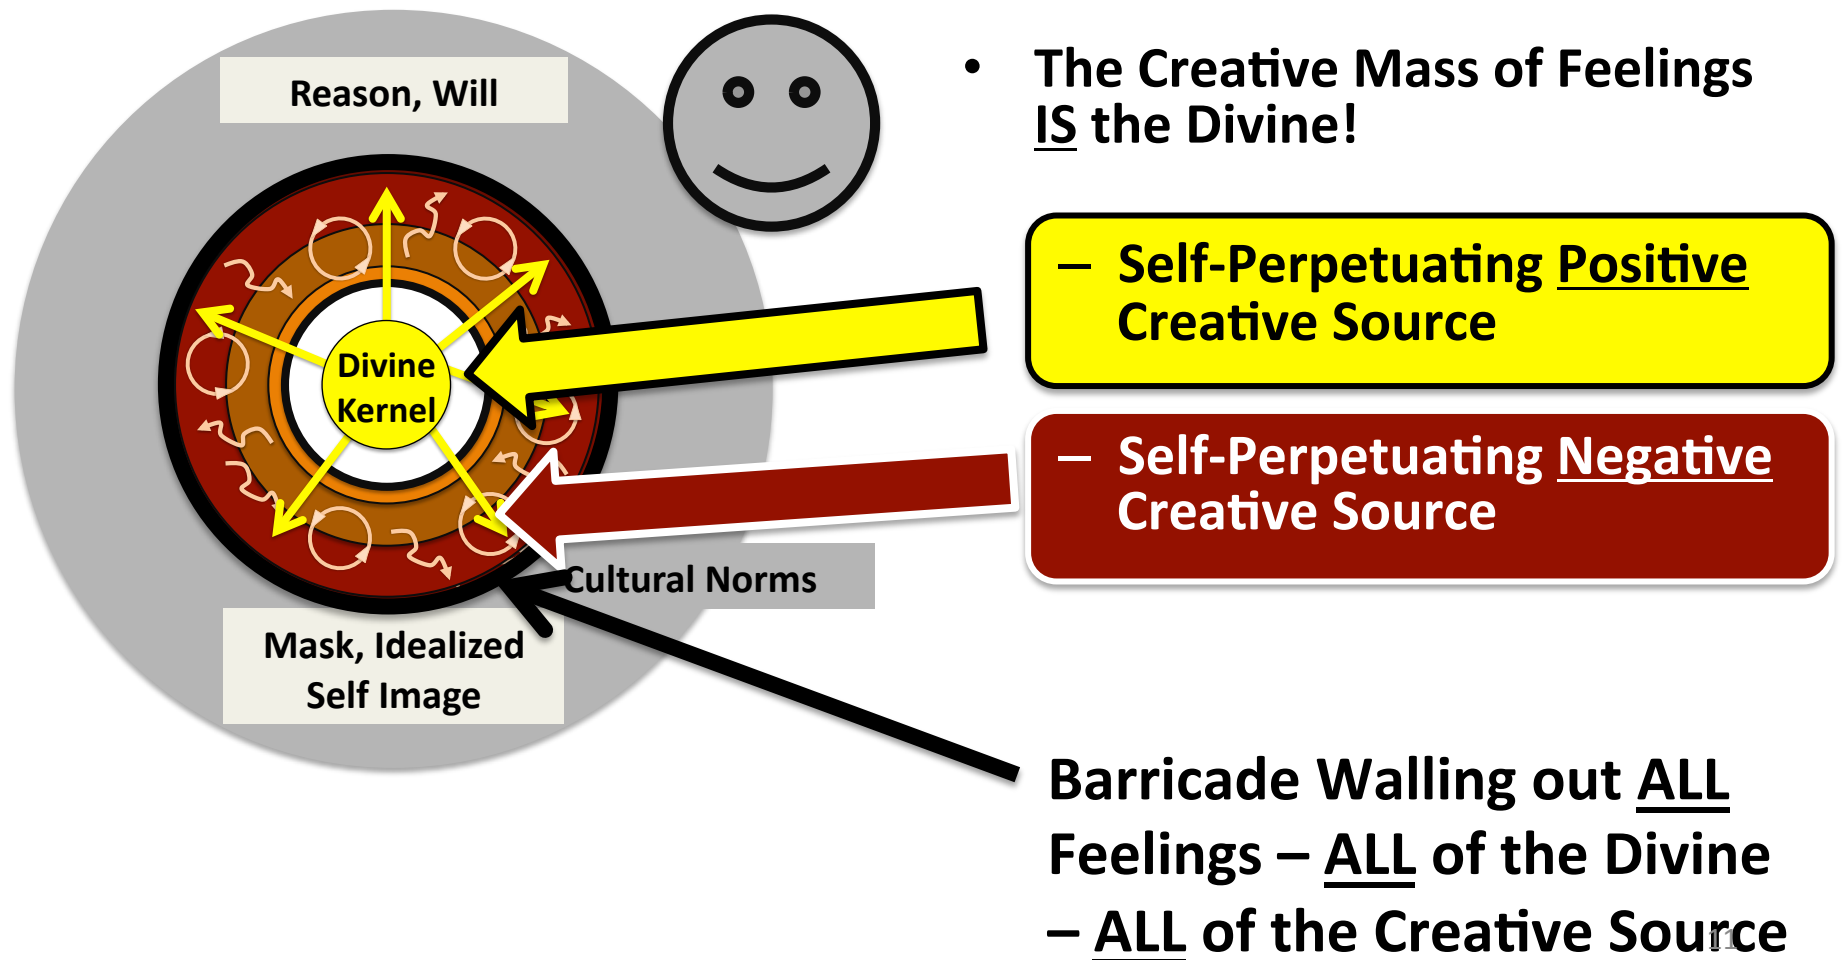 Reason, Will
Divine
Kernel
Cultural Norms
Mask, Idealized
Self Image
• The Creative Mass of Feelings
IS the Divine!
– Self-Perpetuating Positive
Creative Source
– Self-Perpetuating Negative
Creative Source
Barricade Walling out ALL
Feelings – ALL of the Divine
– ALL of the Creative Source
11